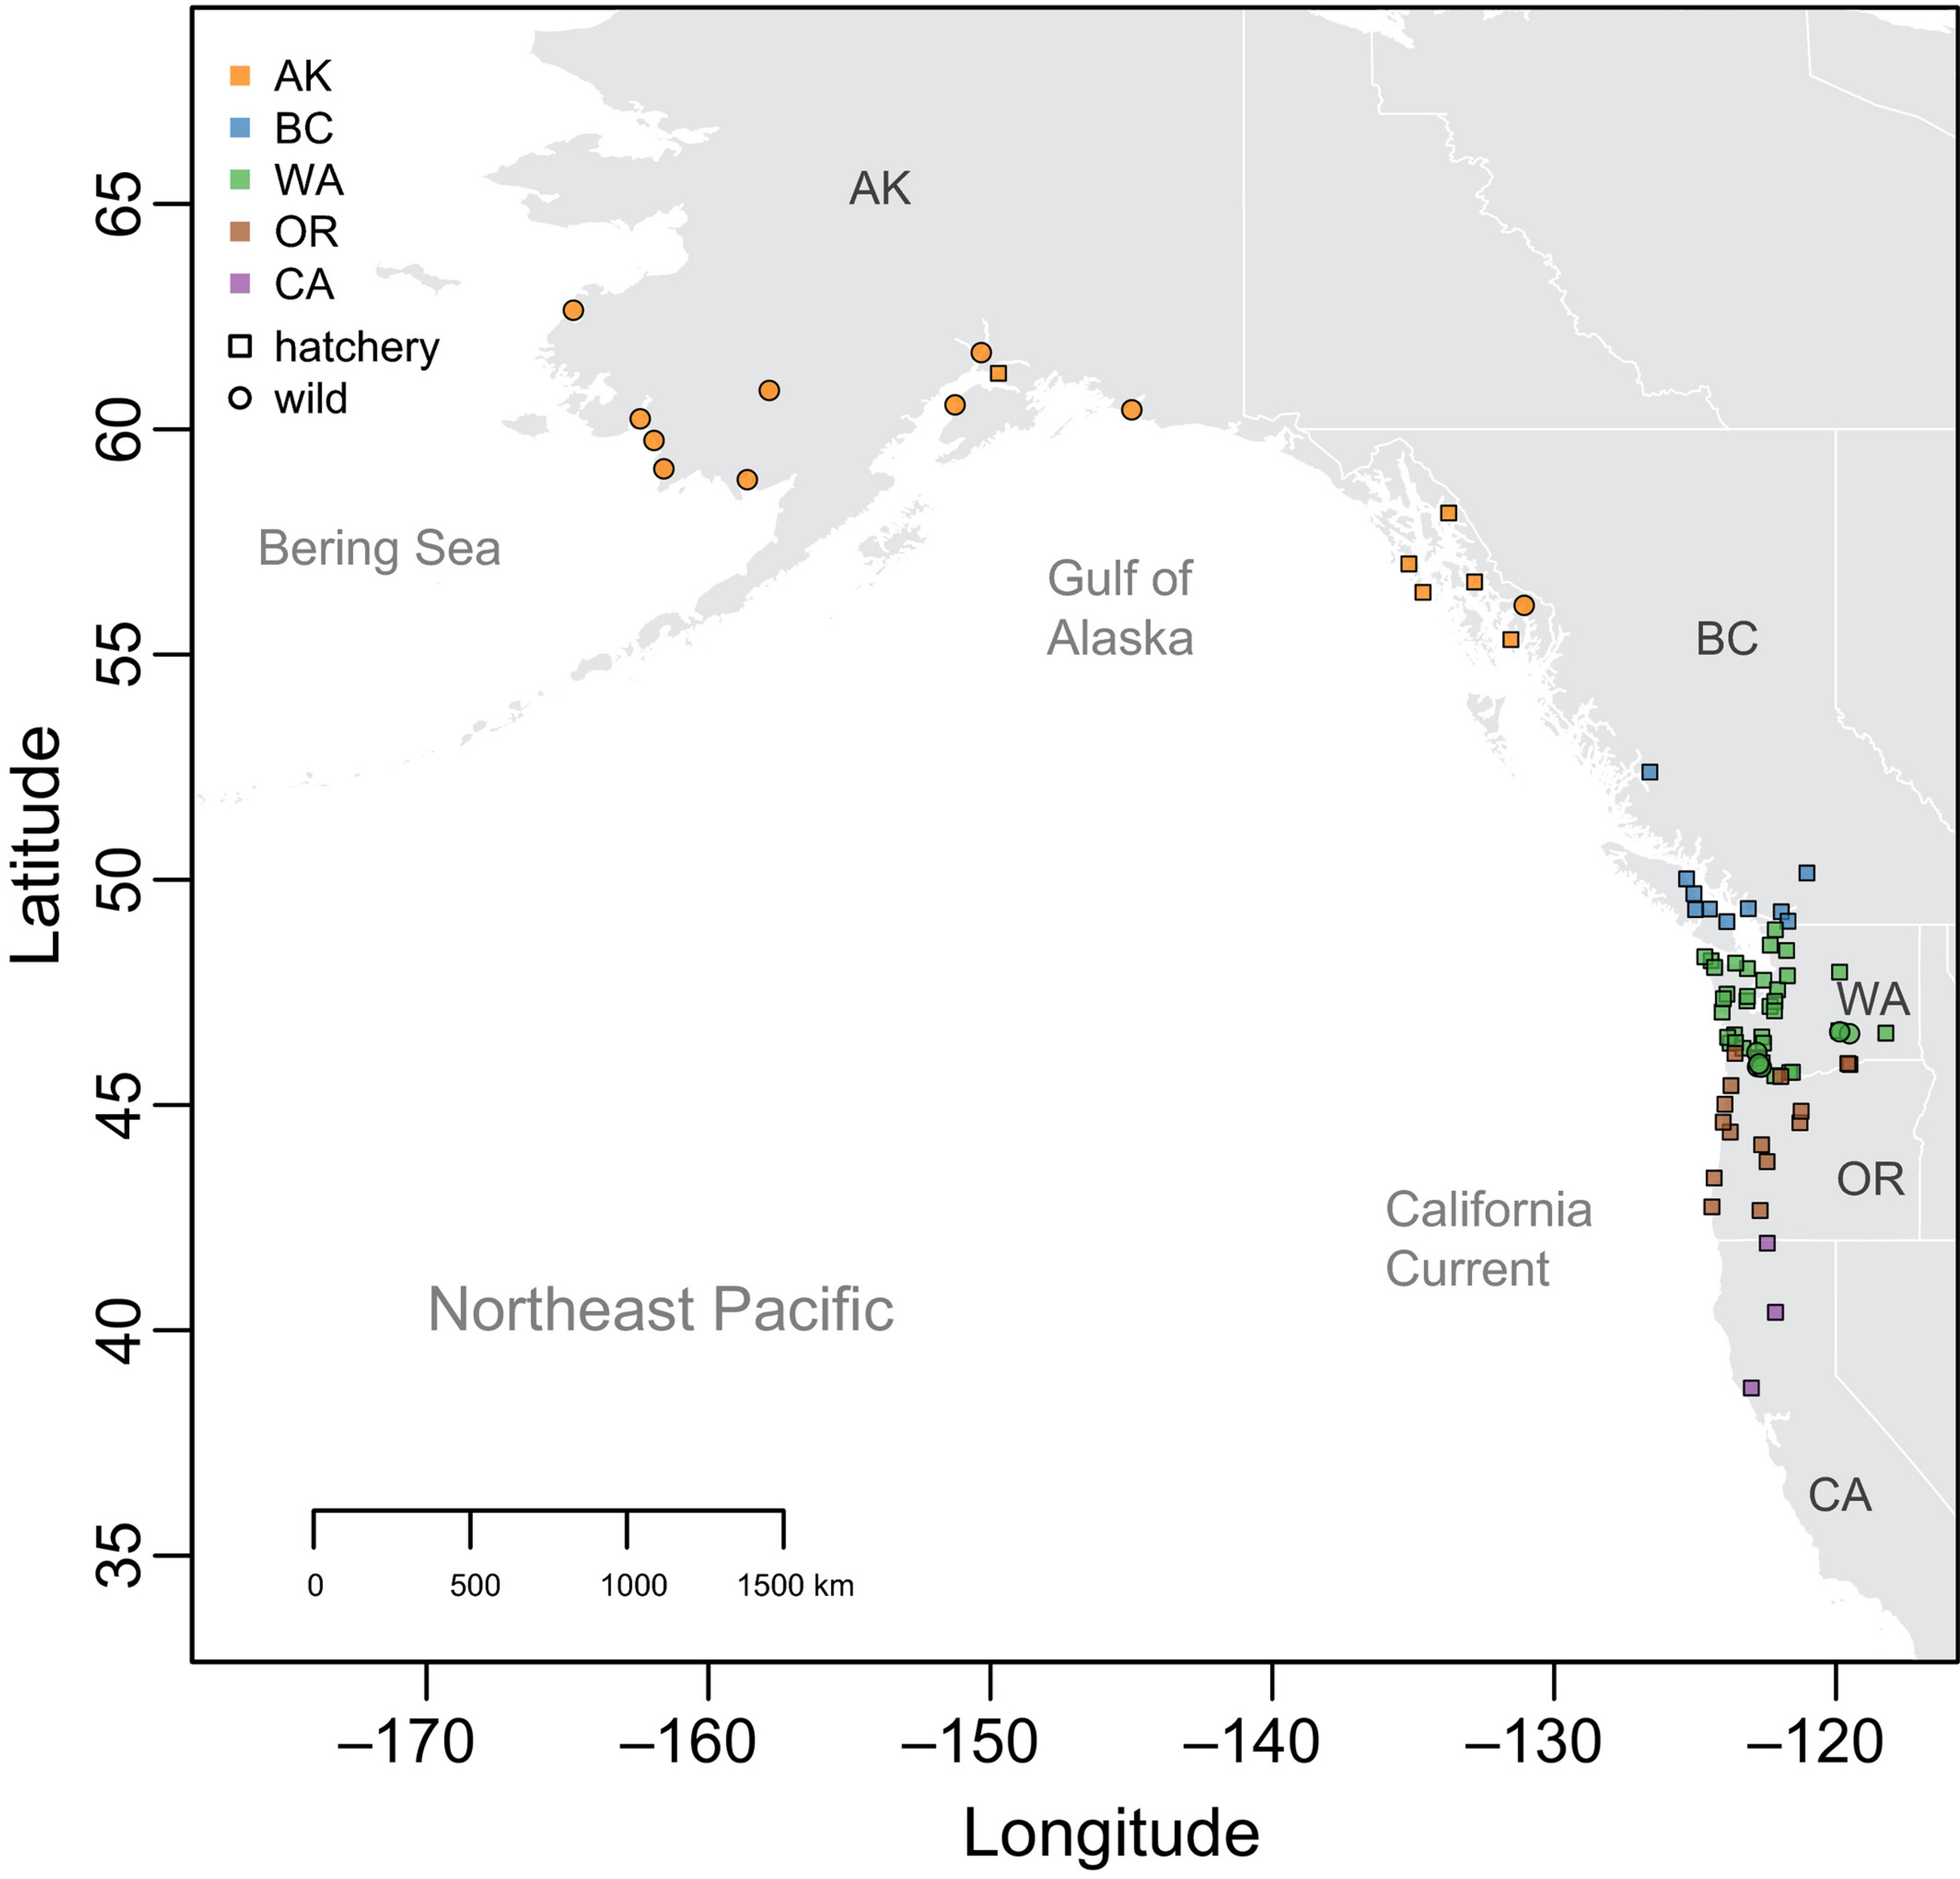 AK
BC
WA
OR
CA
hatchery
wild
AK
Bering Sea
Gulf of
Alaska
BC
WA
OR
California
Current
Northeast Pacific
CA
0 500 1000 1500 km
65
60
55
50
45
40
35
Latitude
–170 –160 –150 –140 –130 –120
Longitude